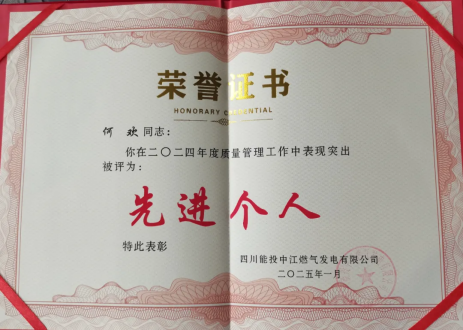 荣誉证书
HONORARY CREDENTIAL
何欢同志：
你在二〇二四年度质量管理工作中表现突出
被评为：
先进个人
特此表彰
四川能投中江燃气发电有限公司
二〇二五年一月